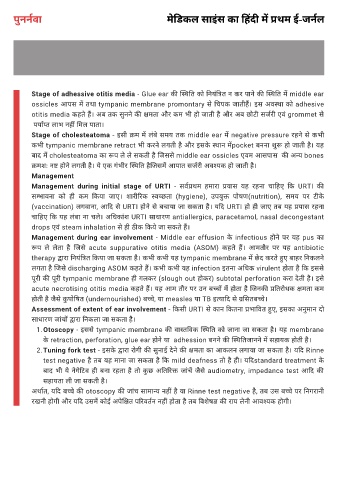 पुनर्नवा
मेडिकल साइंस का हिंदी में प्रथम ई-जर्नल
Stage of adhessive otitis media - Glue ear की स्थिति को नियंत्रित न कर पाने की स्थिति में middle ear
ossicles आपस में तथा tympanic membrane promontary से चिपक जातीहैं। इस अवस्था को adhesive
otitis media कहते हैं। अब तक सुनने की क्षमता और कम भी हो जाती है और अब छोटी सर्जरी एवं grommet से
पर्याप्त लाभ नहीं मिल पाता।
Stage of cholesteatoma - इसी क्रम में लंबे समय तक middle ear में negative pressure रहने से कभी
कभी tympanic membrane retract भी करने लगती है और इसके स्थान मेंpocket बनना शुरू हो जाती है। यह
बाद में cholesteatoma का रूप ले ले सकती है जिससे middle ear ossicles एवम आसपास की अन्य bones
क्रमशः नष्ट होने लगती है। ये एक गंभीर स्थिति हैजिसमें आपात सर्जरी आवश्यक हो जाती है।
Management
Management during initial stage of URTI - सर्वप्रथम हमारा प्रयास यह रहना चाहिए कि URTI की
सम्भावना को ही कम किया जाए। शारीरिक स्वच्छता (hygiene), उपयुक्त पोषण(nutrition), समय पर टीके
(vaccination) लगवाना, आदि से URTI होने से बचाया जा सकता है। यदि URTI हो ही जाए तब यह प्रयास रहना
चाहिए कि यह लंबा ना चले। अधिकांश URTI साधारण antiallergics, paracetamol, nasal decongestant
drops एवं steam inhalation से ही ठीक किये जा सकते हैं।
Management during ear involvement - Middle ear effusion के infectious होने पर यह pus का
रूप ले लेता है जिसे acute suppurative otitis media (ASOM) कहते हैं। आमतौर पर यह antibiotic
therapy द्वारा नियंत्रित किया जा सकता है। कभी कभी यह tympanic membrane में छेद करते हुए बाहर निकलने
लगता है जिसे discharging ASOM कहते हैं। कभी कभी यह infection इतना अधिक virulent होता है कि इससे
पूरी की पूरी tympanic membrane ही गलकर (slough out होकर) subtotal perforation करा देती है। इसे
acute necrotising otitis media कहते हैं। यह आम तौर पर उन बच्चों में होता है जिनकी प्रतिरोधक क्षमता कम
होती है जैसे कुपोषित (undernourished) बच्चे, या measles या TB इत्यादि से ग्रसितबच्चे।
Assessment of extent of ear involvement - किसी URTI से कान कितना प्रभावित हुए, इसका अनुमान दो
साधारण जांचों द्वारा निकला जा सकता है।
1. Otoscopy - इसमें tympanic membrane की वास्तविक स्थिति को जाना जा सकता है। यह membrane
के retraction, perforation, glue ear होने या adhession बनने की स्थितिजानने में सहायक होती है।
2. Tuning fork test - इसके द्वारा रोगी की सुनाई देने की क्षमता का आकलन लगाया जा सकता है। यदि Rinne
test negative है तब यह माना जा सकता है कि mild deafness तो है ही। यदिstandard treatment के
बाद भी ये नेगेटिव ही बना रहता है तो कुछ अतिरिक्त जांचें जैसे audiometry, impedance test आदि की
सहायता ली जा सकती है।
अर्थात, यदि बच्चे की otoscopy की जांच सामान्य नहीं है या Rinne test negative है, तब उस बच्चे पर निगरानी
रखनी होगी और यदि उसमें कोई अपेक्षित परिवर्तन नहीं होता है तब विशेषज्ञ की राय लेनी आवश्यक होगी।